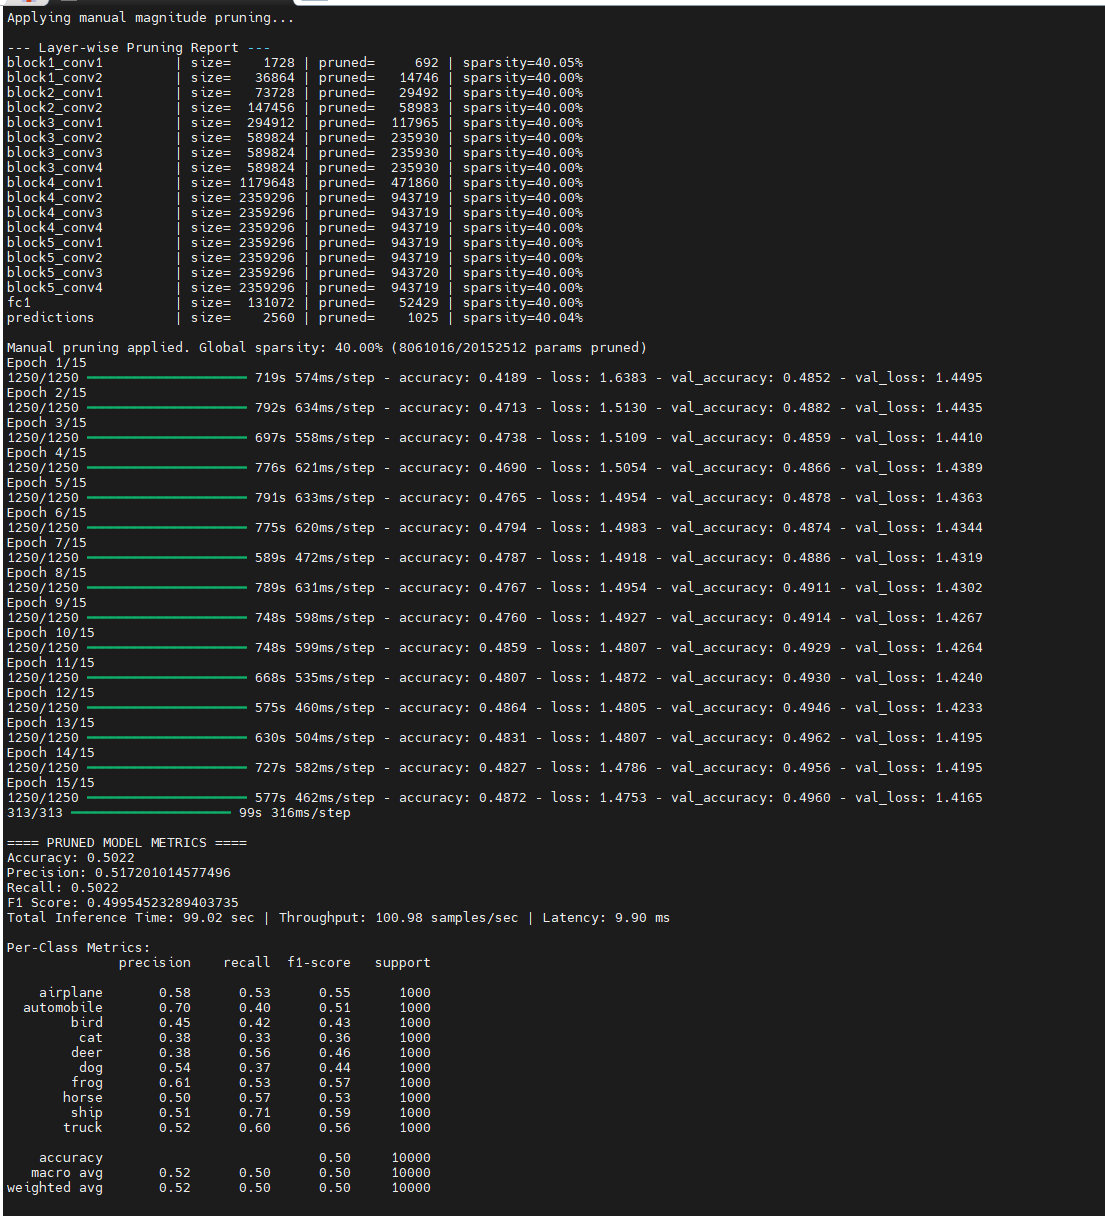 Applying manual magnitude pruning...
--- Layer-wise Pruning Report ---
block1_conv1         | size=    1728 | pruned=     692 | sparsity=40.05%
block1_conv2         | size=   36864 | pruned=   14746 | sparsity=40.00%
block2_conv1         | size=   73728 | pruned=   29492 | sparsity=40.00%
block2_conv2         | size=  147456 | pruned=   58983 | sparsity=40.00%
block3_conv1         | size=  294912 | pruned=  117965 | sparsity=40.00%
block3_conv2         | size=  589824 | pruned=  235930 | sparsity=40.00%
block3_conv3         | size=  589824 | pruned=  235930 | sparsity=40.00%
block3_conv4         | size=  589824 | pruned=  235930 | sparsity=40.00%
block4_conv1         | size= 1179648 | pruned=  471860 | sparsity=40.00%
block4_conv2         | size= 2359296 | pruned=  943719 | sparsity=40.00%
block4_conv3         | size= 2359296 | pruned=  943719 | sparsity=40.00%
block4_conv4         | size= 2359296 | pruned=  943719 | sparsity=40.00%
block5_conv1         | size= 2359296 | pruned=  943719 | sparsity=40.00%
block5_conv2         | size= 2359296 | pruned=  943719 | sparsity=40.00%
block5_conv3         | size= 2359296 | pruned=  943720 | sparsity=40.00%
block5_conv4         | size= 2359296 | pruned=  943719 | sparsity=40.00%
fc1                  | size=  131072 | pruned=   52429 | sparsity=40.00%
predictions          | size=    2560 | pruned=    1025 | sparsity=40.04%
Manual pruning applied. Global sparsity: 40.00% (8061016/20152512 params pruned)
Epoch 1/15
1250/1250 719s 574ms/step - accuracy: 0.4189 - loss: 1.6383 - val_accuracy: 0.4852 - val_loss: 1.4495
Epoch 2/15
1250/1250 792s 634ms/step - accuracy: 0.4713 - loss: 1.5130 - val_accuracy: 0.4882 - val_loss: 1.4435
Epoch 3/15
1250/1250 697s 558ms/step - accuracy: 0.4738 - loss: 1.5109 - val_accuracy: 0.4859 - val_loss: 1.4410
Epoch 4/15
1250/1250 776s 621ms/step - accuracy: 0.4690 - loss: 1.5054 - val_accuracy: 0.4866 - val_loss: 1.4389
Epoch 5/15
1250/1250 791s 633ms/step - accuracy: 0.4765 - loss: 1.4954 - val_accuracy: 0.4878 - val_loss: 1.4363
Epoch 6/15
1250/1250 775s 620ms/step - accuracy: 0.4794 - loss: 1.4983 - val_accuracy: 0.4874 - val_loss: 1.4344
Epoch 7/15
1250/1250 589s 472ms/step - accuracy: 0.4787 - loss: 1.4918 - val_accuracy: 0.4886 - val_loss: 1.4319
Epoch 8/15
1250/1250 789s 631ms/step - accuracy: 0.4767 - loss: 1.4954 - val_accuracy: 0.4911 - val_loss: 1.4302
Epoch 9/15
1250/1250 748s 598ms/step - accuracy: 0.4760 - loss: 1.4927 - val_accuracy: 0.4914 - val_loss: 1.4267
Epoch 10/15
1250/1250 748s 599ms/step - accuracy: 0.4859 - loss: 1.4807 - val_accuracy: 0.4929 - val_loss: 1.4264
Epoch 11/15
1250/1250 668s 535ms/step - accuracy: 0.4807 - loss: 1.4872 - val_accuracy: 0.4930 - val_loss: 1.4240
Epoch 12/15
1250/1250 575s 460ms/step - accuracy: 0.4864 - loss: 1.4805 - val_accuracy: 0.4946 - val_loss: 1.4233
Epoch 13/15
1250/1250 630s 504ms/step - accuracy: 0.4831 - loss: 1.4807 - val_accuracy: 0.4962 - val_loss: 1.4195
Epoch 14/15
1250/1250 727s 582ms/step - accuracy: 0.4827 - loss: 1.4786 - val_accuracy: 0.4956 - val_loss: 1.4195
Epoch 15/15
1250/1250 577s 462ms/step - accuracy: 0.4872 - loss: 1.4753 - val_accuracy: 0.4960 - val_loss: 1.4165
313/313 99s 316ms/step
==== PRUNED MODEL METRICS ====
Accuracy: 0.5022
Precision: 0.517201014577496
Recall: 0.5022
F1 Score: 0.49954523289403735
Total Inference Time: 99.02 sec | Throughput: 100.98 samples/sec | Latency: 9.90 ms
Per-Class Metrics:
              precision    recall  f1-score   support
    airplane       0.58      0.53      0.55      1000
  automobile       0.70      0.40      0.51      1000
        bird       0.45      0.42      0.43      1000
         cat       0.38      0.33      0.36      1000
        deer       0.38      0.56      0.46      1000
         dog       0.54      0.37      0.44      1000
        frog       0.61      0.53      0.57      1000
       horse       0.50      0.57      0.53      1000
        ship       0.51      0.71      0.59      1000
       truck       0.52      0.60      0.56      1000
    accuracy                           0.50     10000
   macro avg       0.52      0.50      0.50     10000
weighted avg       0.52      0.50      0.50     10000